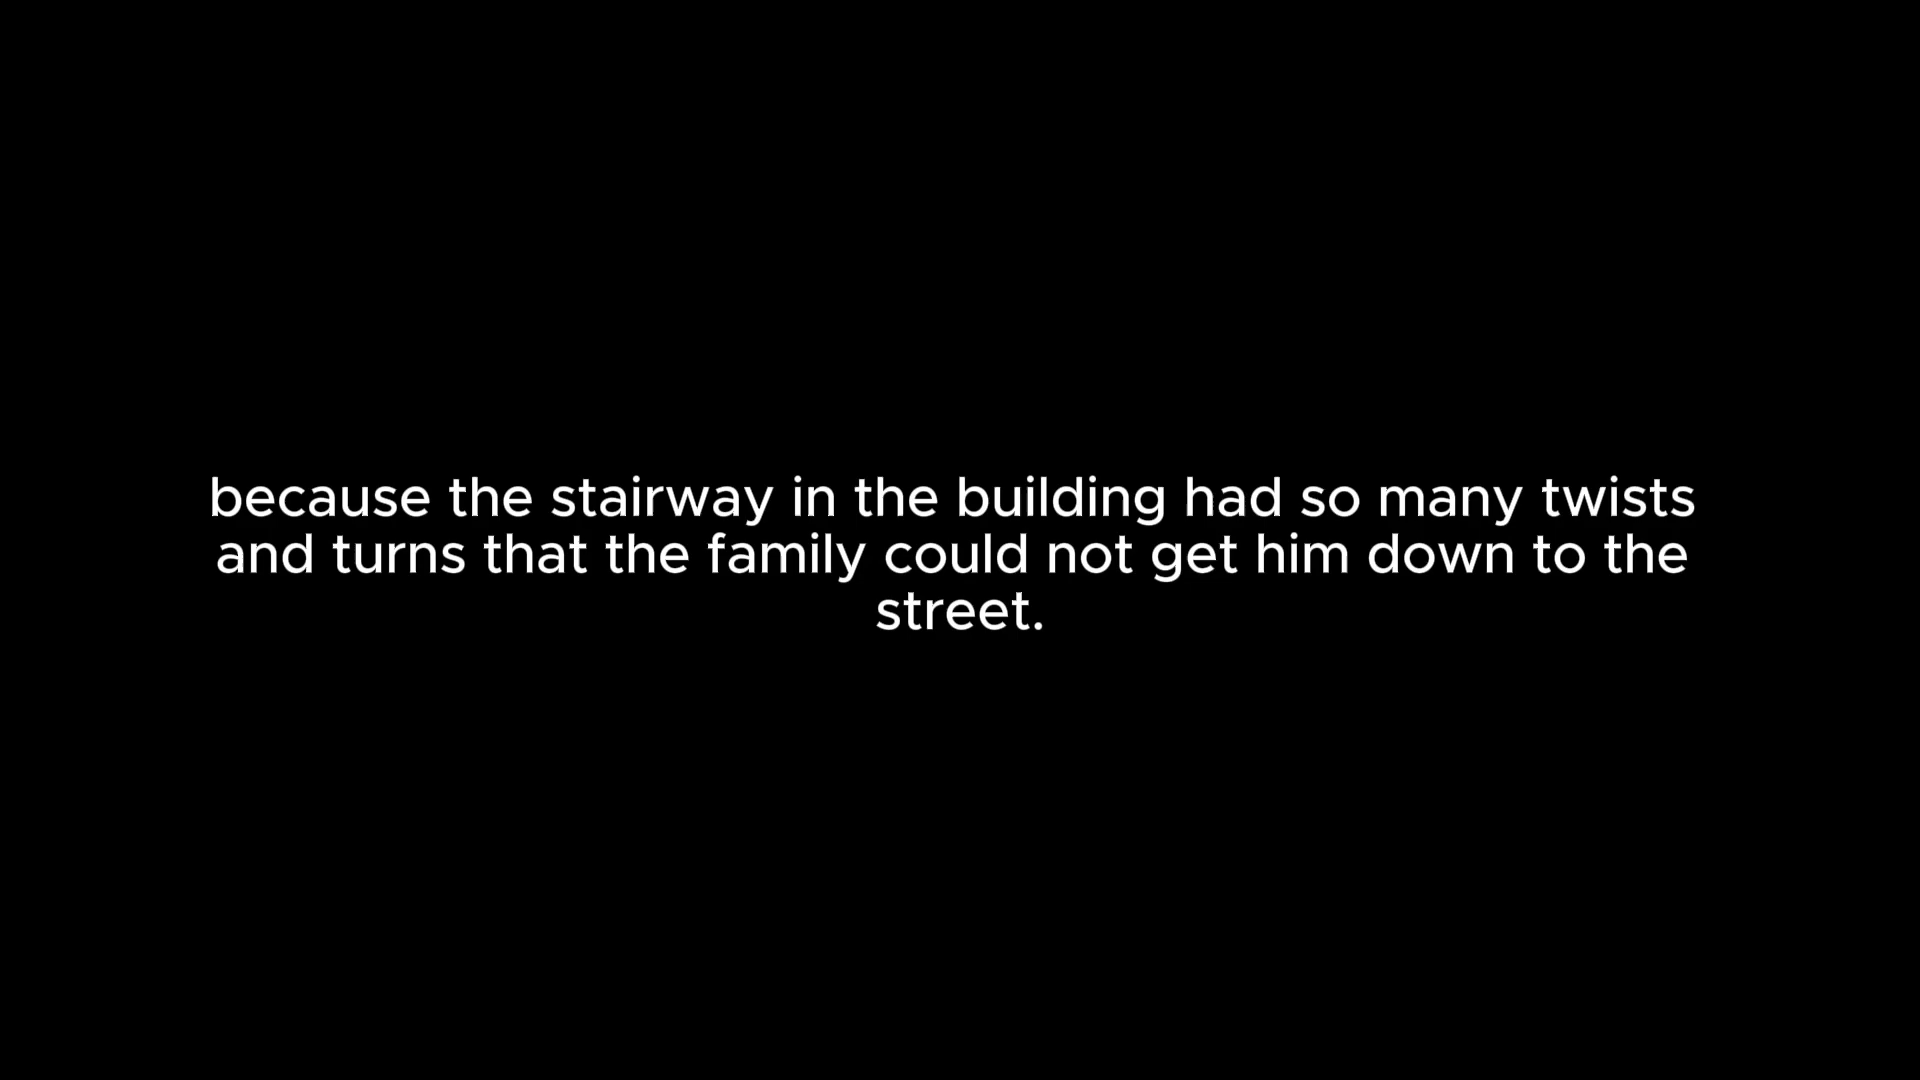 because the stairway in the building had so many twists
and turns that the family could not get him down to the
street.